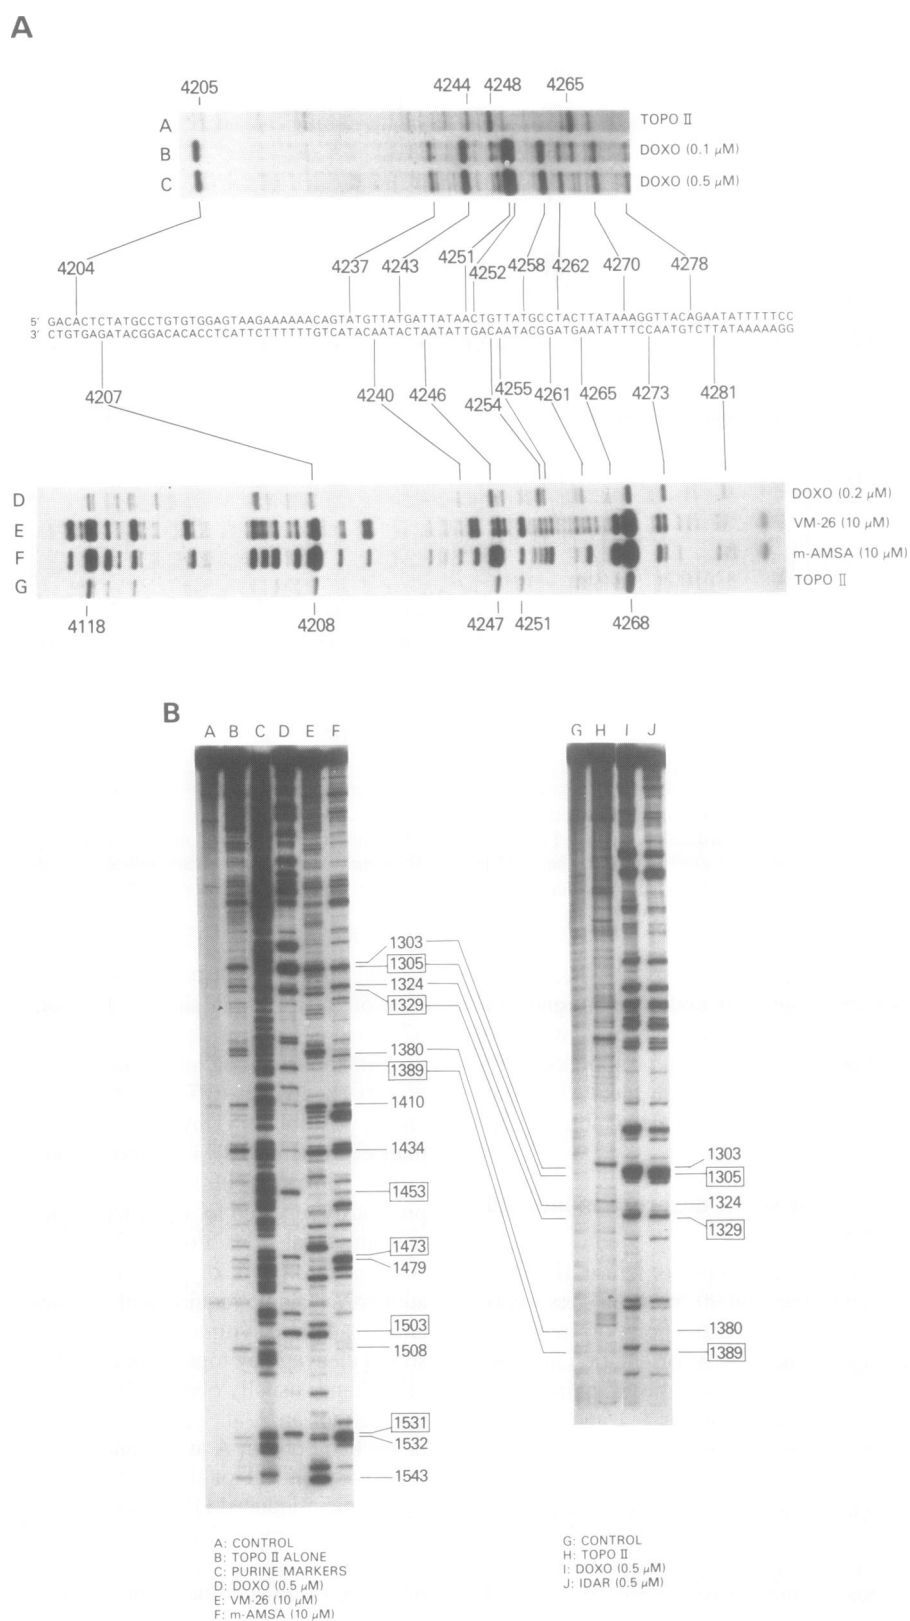 A
4205 4244 4248 4265
A TOPO II
B DOXO (0.1 μM)
C DOXO (0.5 μM)
4204 4237 4243 4251 4252 4258 4262 4270 4278
5' GACACTCTATGCCTGTGTGGAGTAAGAAAAAACAGTATGTTATGATTATAACTGTTATGCCTACTTATAAAGGTTACAGAATATTTTTCC
3' CTGTGAGATACGGACACACCTCATTCTTTTTTGTCATACAATACTAATATTGACAATACGGATGAATATTTCCAATGTCTTATAAAAAGG
4207 4240 4246 4254 4255 4261 4265 4273 4281
D DOXO (0.2 μM)
E VM-26 (10 μM)
F m-AMSA (10 μM)
G TOPO II
4118 4208 4247 4251 4268
B
A B C D E F G H I J
1303
1305
1324
1329
1380
1389
1410
1434
1453
1473
1479
1503
1508
1531
1532
1543
1303
1305
1324
1329
1380
1389
A: CONTROL
B: TOPO II ALONE
C: PURINE MARKERS
D: DOXO (0.5 μM)
E: VM-26 (10 μM)
F: m-AMSA (10 μM)
G: CONTROL
H: TOPO II
I: DOXO (0.5 μM)
J: IDAR (0.5 μM)